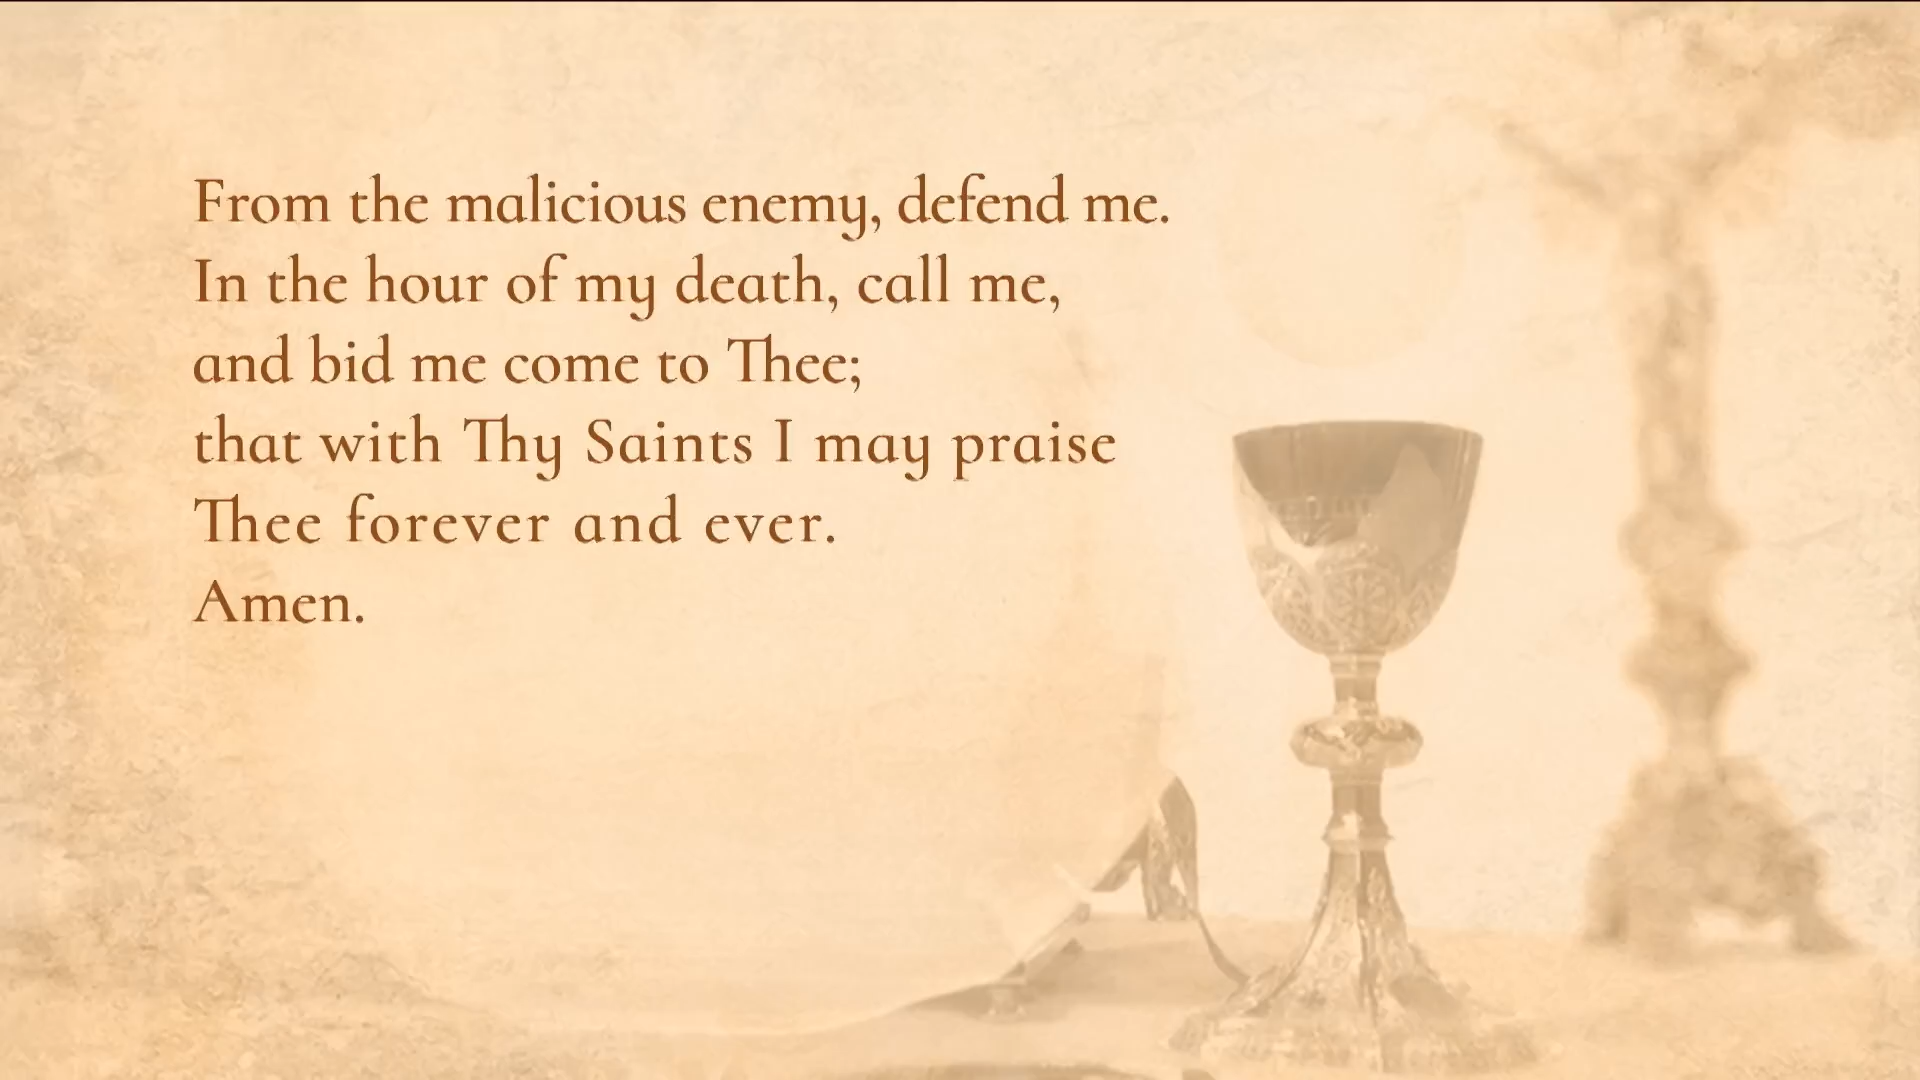 From the malicious enemy, defend me.
In the hour of my death, call me,
and bid me come to Thee;
that with Thy Saints I may praise
Thee forever and ever.
Amen.